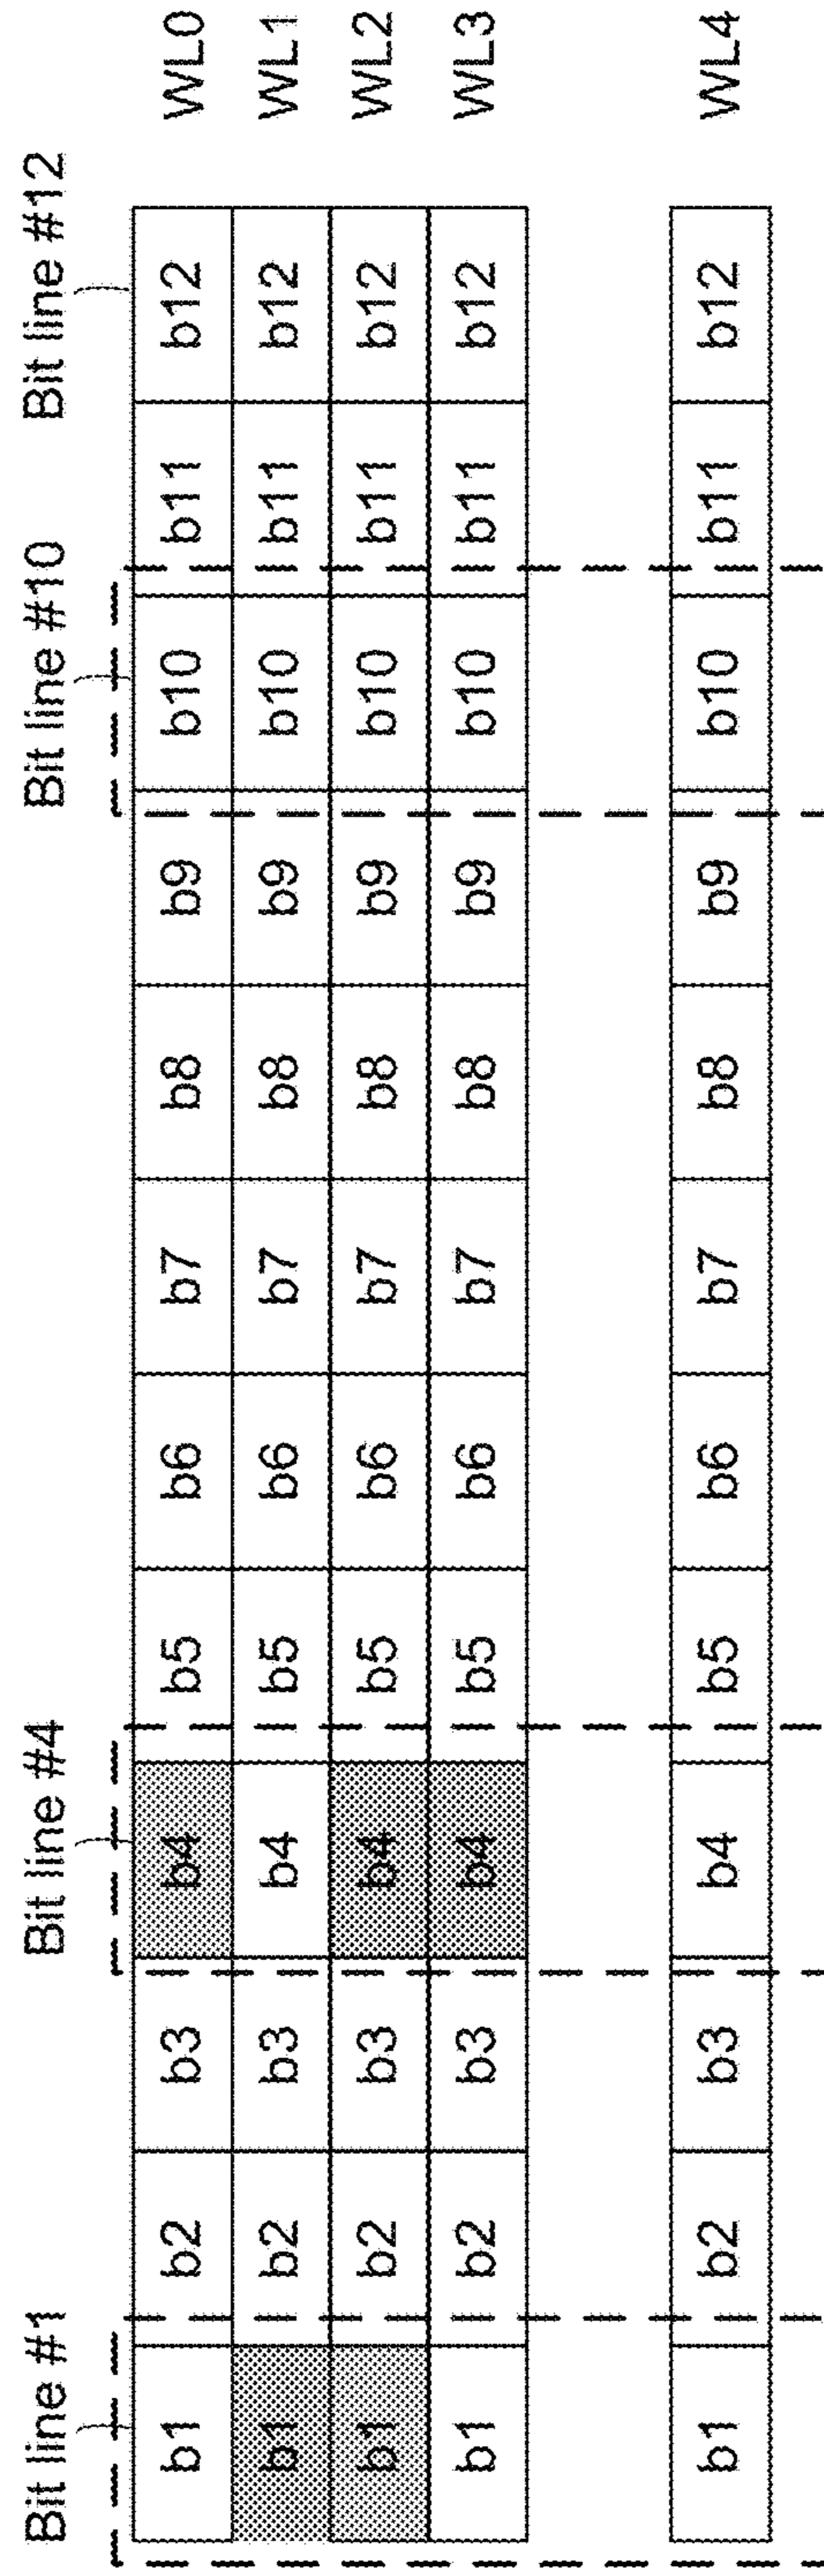 Bit line #1 Bit line #4 Bit line #10 Bit line #12
b1 b2 b3 b4 b5 b6 b7 b8 b9 b10 b11 b12 WL0
b1 b2 b3 b4 b5 b6 b7 b8 b9 b10 b11 b12 WL1
b1 b2 b3 b4 b5 b6 b7 b8 b9 b10 b11 b12 WL2
b1 b2 b3 b4 b5 b6 b7 b8 b9 b10 b11 b12 WL3
b1 b2 b3 b4 b5 b6 b7 b8 b9 b10 b11 b12 WL4